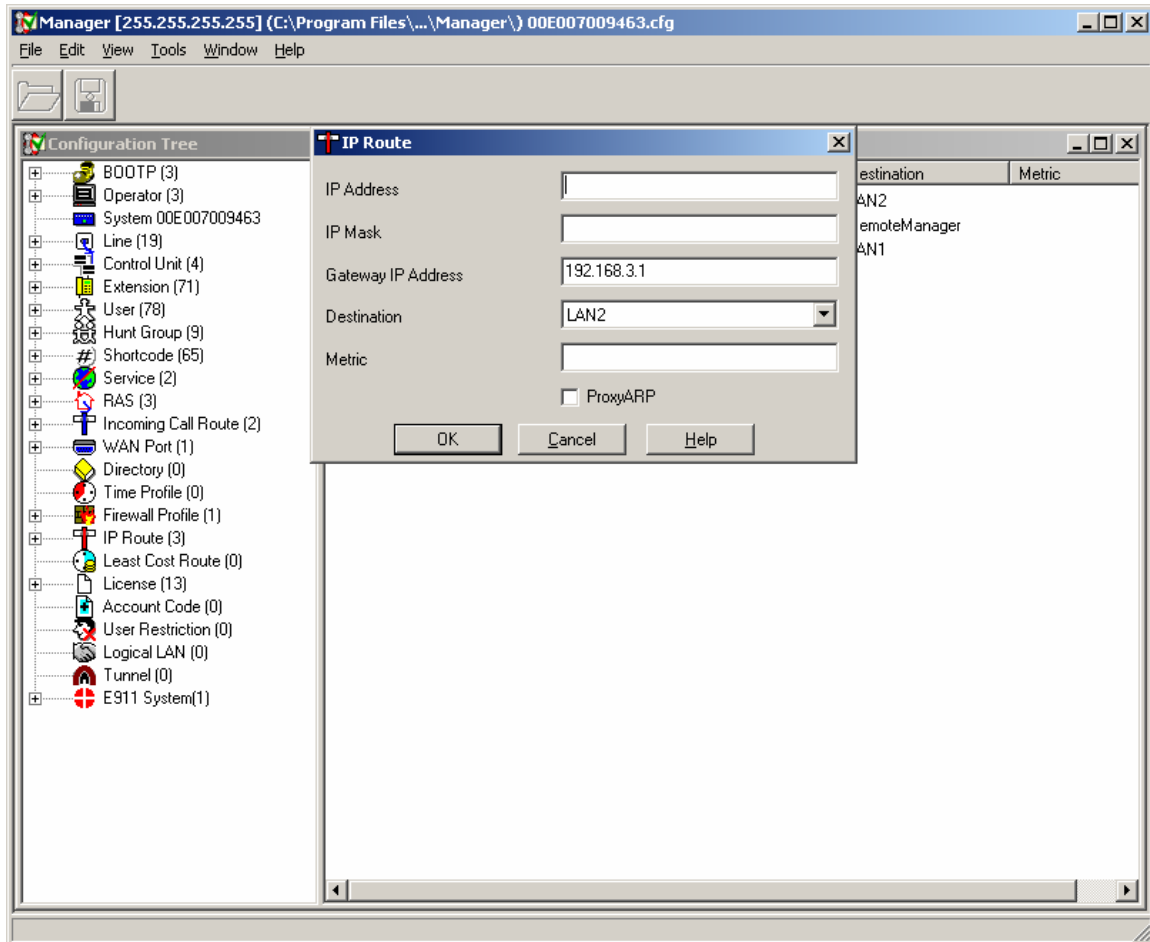 Manager [255.255.255.255] (C:\Program Files\...\Manager\) 00E007009463.cfg
File Edit View Tools Window Help
Configuration Tree
BOOTP (3)
Operator (3)
System 00E007009463
Line (19)
Control Unit (4)
Extension (71)
User (78)
Hunt Group (9)
Shortcode (65)
Service (2)
RAS (3)
Incoming Call Route (2)
WAN Port (1)
Directory (0)
Time Profile (0)
Firewall Profile (1)
IP Route (3)
Least Cost Route (0)
License (13)
Account Code (0)
User Restriction (0)
Logical LAN (0)
Tunnel (0)
E911 System(1)
IP Route
IP Address
IP Mask
Gateway IP Address 192.168.3.1
Destination LAN2
Metric
ProxyARP
OK Cancel Help
estination Metric
AN2
emoteManager
AN1